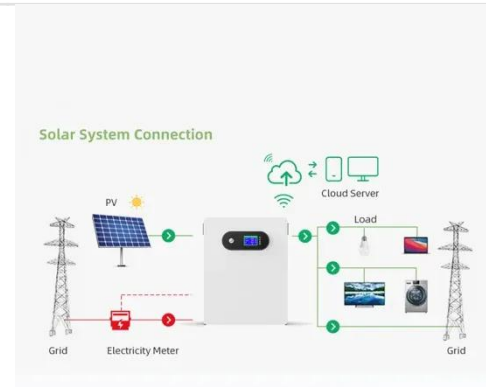 Solar System Connection
Cloud Server
PV
Load
Grid
Electricity Meter
Grid